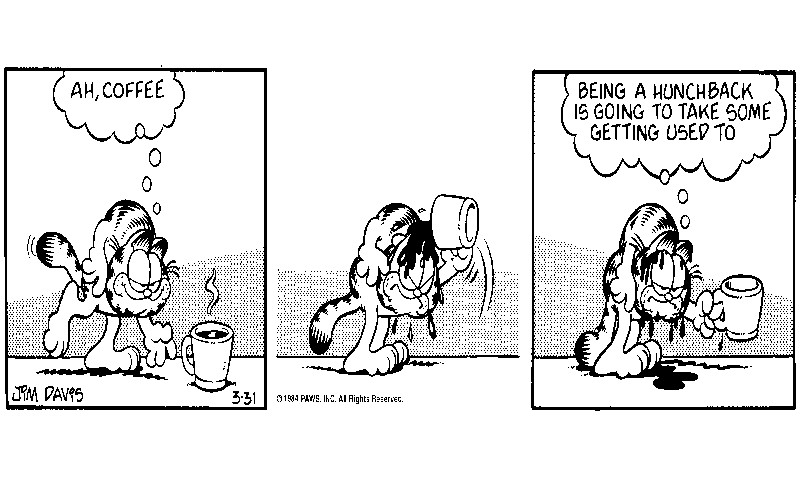 AH, COFFEE
JIM DAVIS
3-31
© 1984 PAWS, INC. All Rights Reserved.
BEING A HUNCHBACK
IS GOING TO TAKE SOME
GETTING USED TO